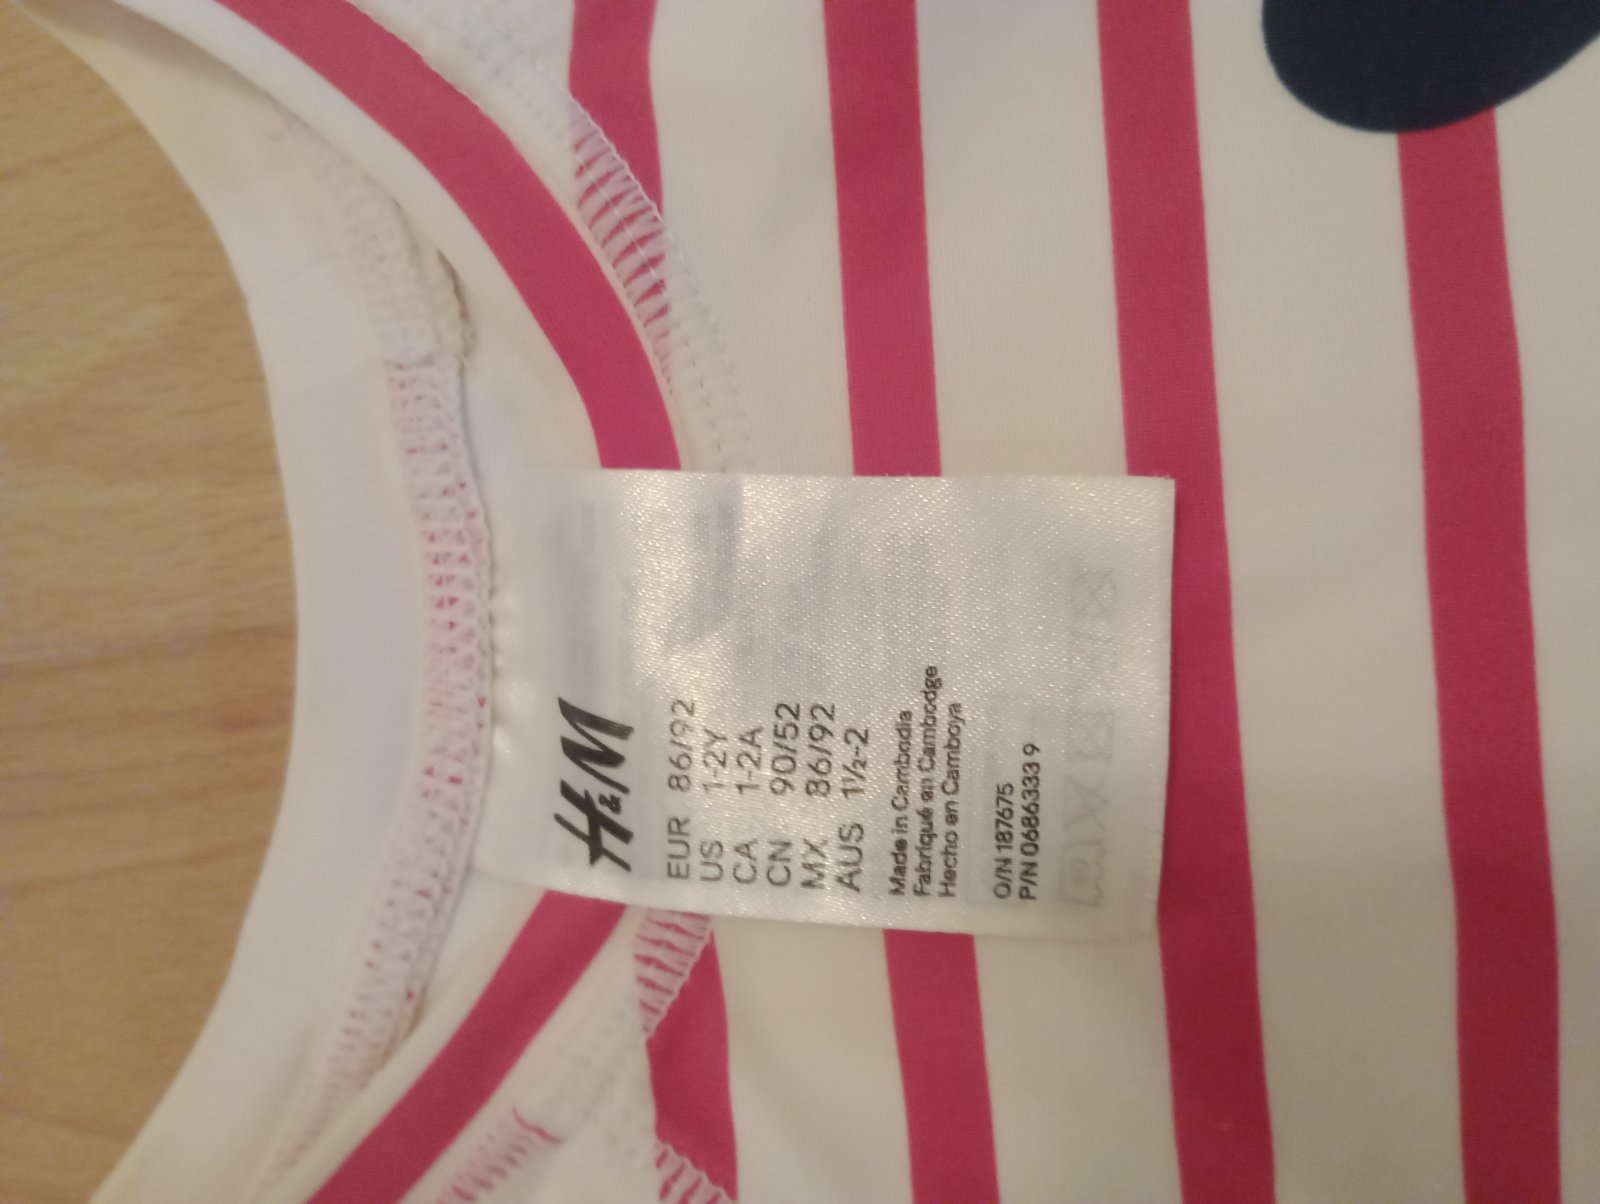 H&M
EUR 86/92
US 1-2Y
CA 1-2A
CN 90/52
MX 86/92
AUS 1½-2
Made in Cambodia
Fabriqué en Cambodge
Hecho en Camboya
O/N 187675
P/N 0686333 9